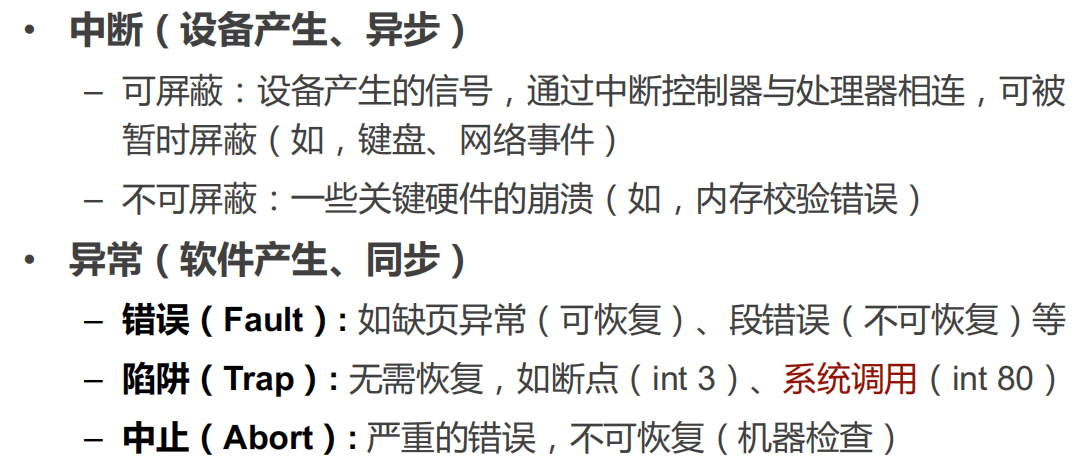 • 中断（设备产生、异步）
– 可屏蔽：设备产生的信号，通过中断控制器与处理器相连，可被
暂时屏蔽（如，键盘、网络事件）
– 不可屏蔽：一些关键硬件的崩溃（如，内存校验错误）
• 异常（软件产生、同步）
– 错误（Fault）: 如缺页异常（可恢复）、段错误（不可恢复）等
– 陷阱（Trap）: 无需恢复，如断点（int 3）、系统调用（int 80）
– 中止（Abort）: 严重的错误，不可恢复（机器检查）